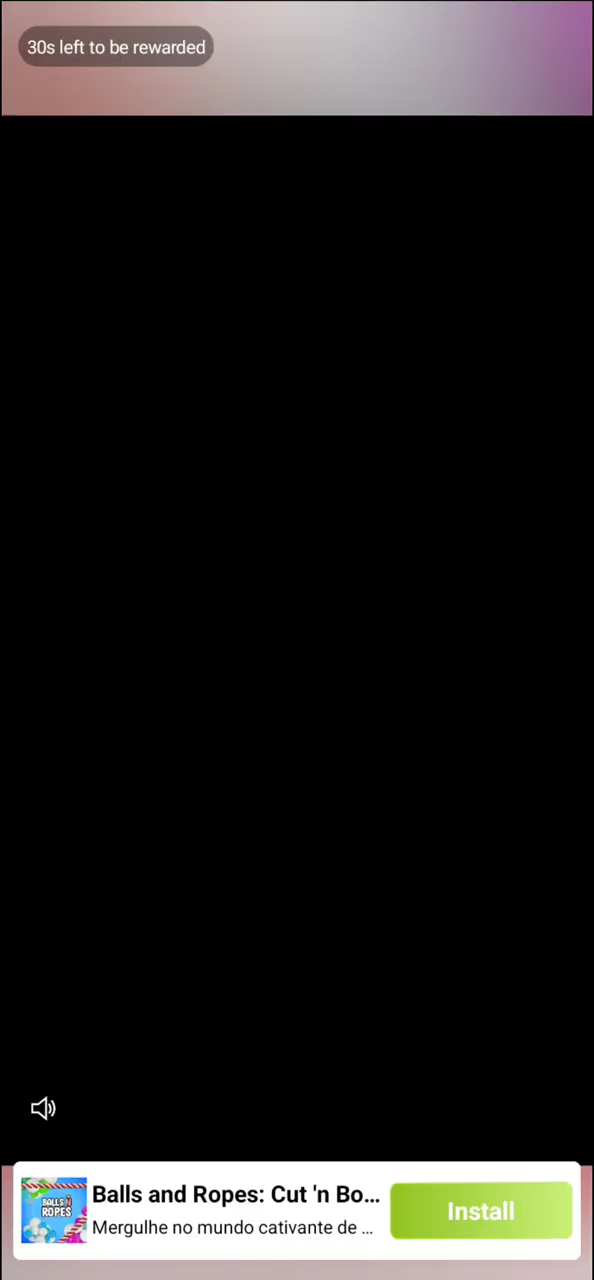 30s left to be rewarded
BALLS N
ROPES
Balls and Ropes: Cut 'n Bo...
Mergulhe no mundo cativante de ...
Install